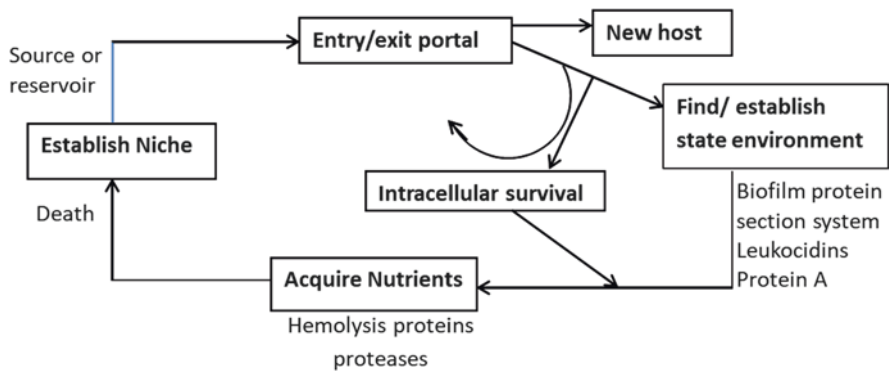 Source or
reservoir
Entry/exit portal
New host
Find/ establish
state environment
Establish Niche
Intracellular survival
Biofilm protein
section system
Leukocidins
Protein A
Death
Acquire Nutrients
Hemolysis proteins
proteases